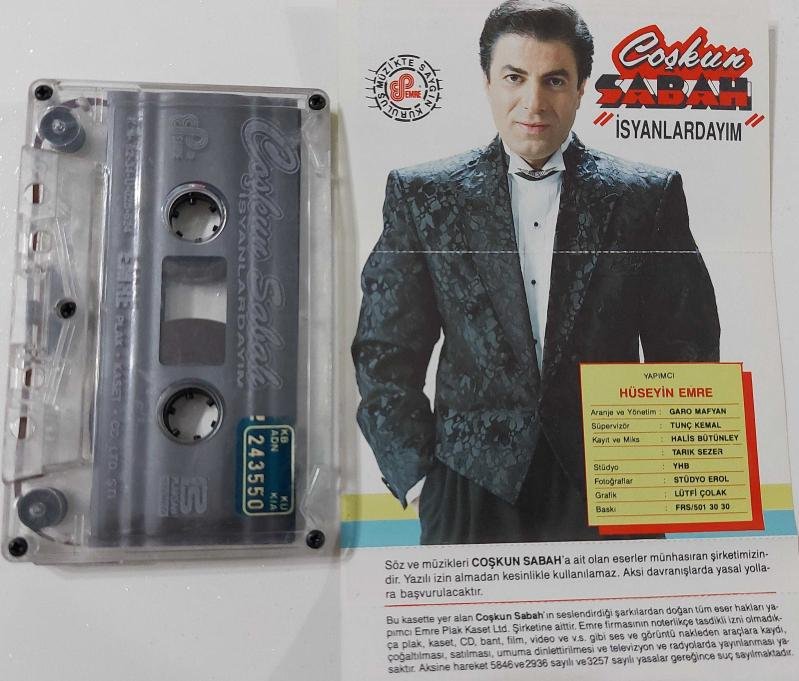 Coşkun Sabah
İSYANLARDAYIM
EMRE PLAK • KASET • CD. LTD. ŞTİ.
KB
ADN
KU
KIA
243550
MÜZİKTE SAYGIN KURULUŞ
EMRE
Coşkun
SABAH
"İSYANLARDAYIM"
YAPIMCI
HÜSEYİN EMRE
Aranje ve Yönetim : GARO MAFYAN
Süpervizör : TUNÇ KEMAL
Kayıt ve Miks : HALİS BÜTÜNLEY
TARIK SEZER
Stüdyo : YHB
Fotoğraflar : STÜDYO EROL
Grafik : LÜTFİ ÇOLAK
Baskı : FRS/501 30 30
Söz ve müzikleri COŞKUN SABAH'a ait olan eserler münhasıran şirketimizin-
dir. Yazılı izin almadan kesinlikle kullanılamaz. Aksi davranışlarda yasal yolla-
ra başvurulacaktır.
Bu kasette yer alan Coşkun Sabah'ın seslendirdiği şarkılardan doğan tüm eser hakları ya-
pımcı Emre Plak Kaset Ltd. Şirketine aittir. Emre firmasının noterlikçe tasdikli izni olmadık-
ça plak, kaset, CD, bant, film, video ve v.s. gibi ses ve görüntü nakleden araçlara kaydı,
çoğaltılması, satılması, umuma dinlettirilmesi ve televizyon ve radyolarda yayınlanması ya-
saktır. Aksine hareket 5846 ve 2936 sayılı ve 3257 sayılı yasalar gereğince suç sayılmaktadır.